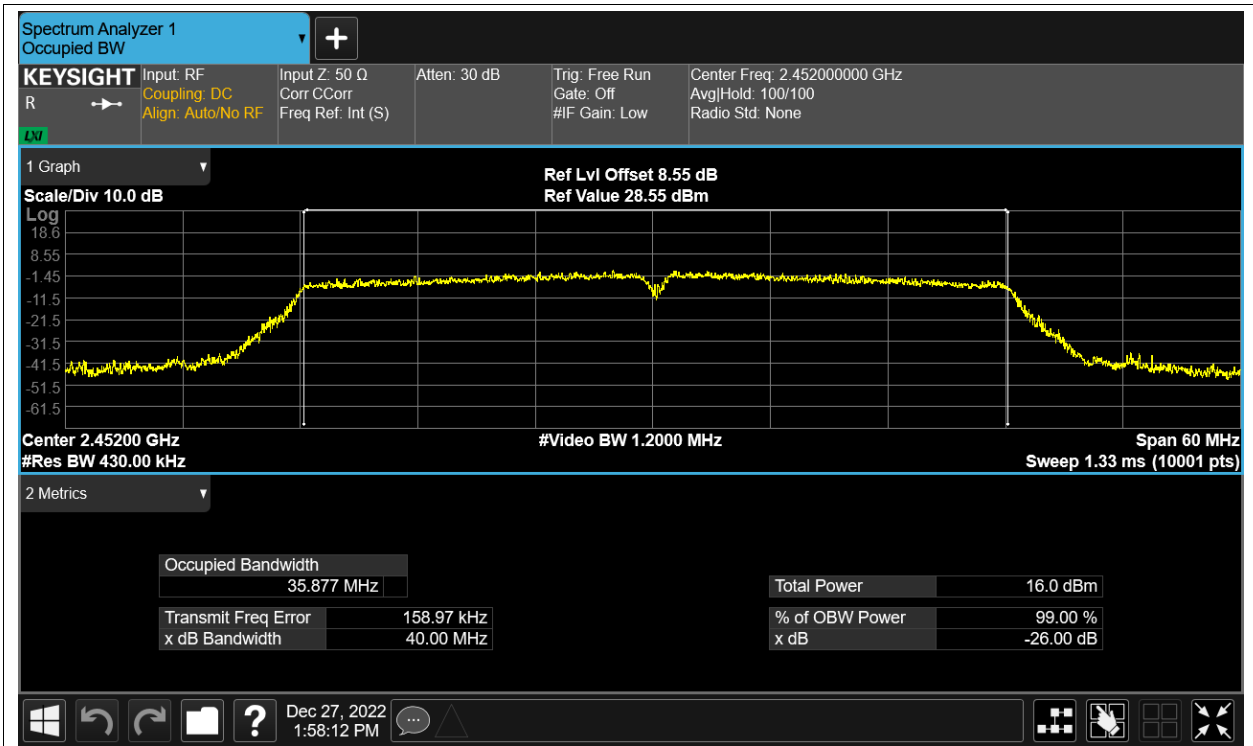 Spectrum Analyzer 1
Occupied BW
KEYSIGHT
R
LXI
Input: RF
Coupling: DC
Align: Auto/No RF
Input Z: 50 Ω
Corr CCorr
Freq Ref: Int (S)
Atten: 30 dB
Trig: Free Run
Gate: Off
#IF Gain: Low
Center Freq: 2.452000000 GHz
Avg|Hold: 100/100
Radio Std: None
1 Graph
Scale/Div 10.0 dB
Ref Lvl Offset 8.55 dB
Ref Value 28.55 dBm
Log
18.6
8.55
-1.45
-11.5
-21.5
-31.5
-41.5
-51.5
-61.5
Center 2.45200 GHz
#Video BW 1.2000 MHz
Span 60 MHz
#Res BW 430.00 kHz
Sweep 1.33 ms (10001 pts)
2 Metrics
Occupied Bandwidth
35.877 MHz
Total Power 16.0 dBm
Transmit Freq Error 158.97 kHz
% of OBW Power 99.00 %
x dB Bandwidth 40.00 MHz
x dB -26.00 dB
?
Dec 27, 2022
1:58:12 PM